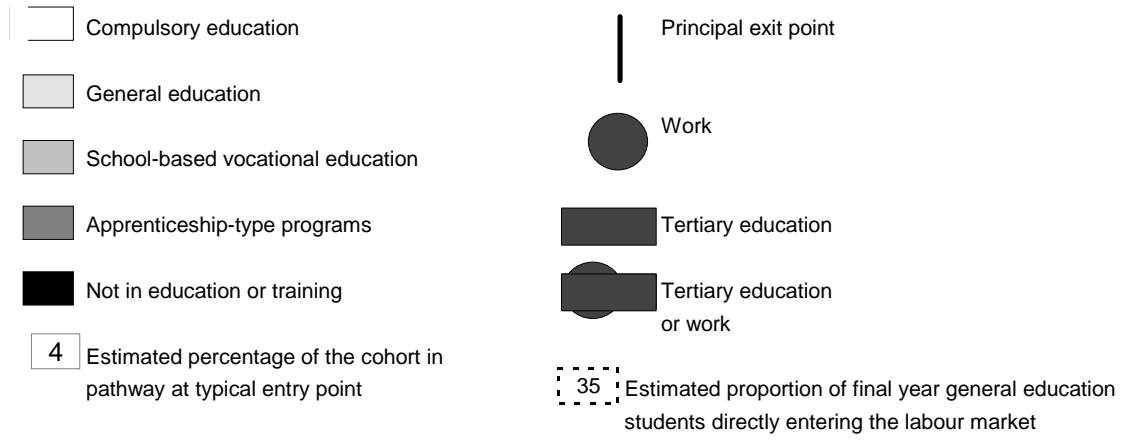 Compulsory education
General education
School-based vocational education
Apprenticeship-type programs
Not in education or training
4 Estimated percentage of the cohort in
pathway at typical entry point
Principal exit point
Work
Tertiary education
Tertiary education
or work
35 Estimated proportion of final year general education
students directly entering the labour market